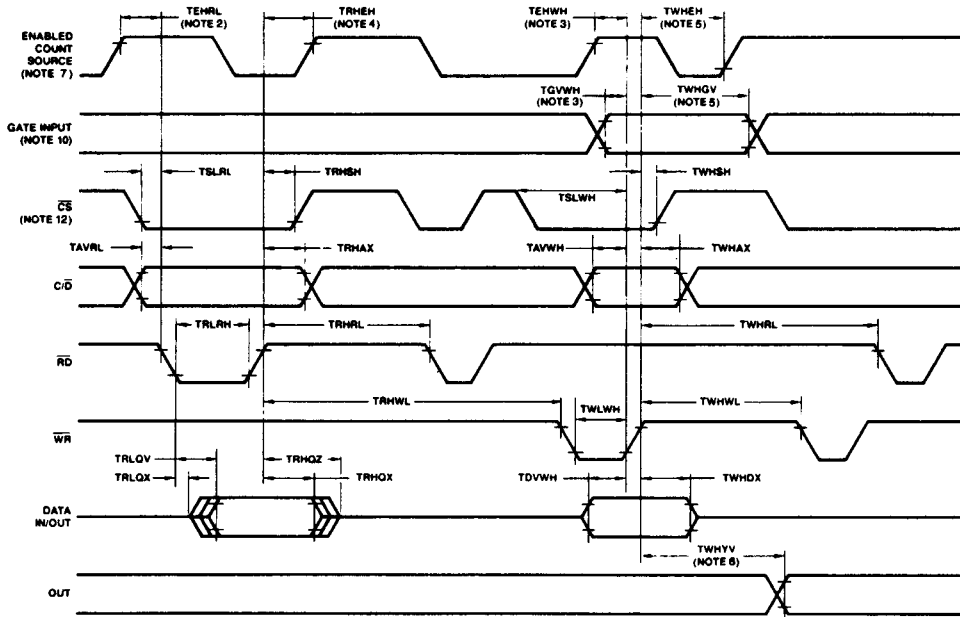 TEHRL
(NOTE 2)
TRHEH
(NOTE 4)
TEHWH
(NOTE 3)
TWHEH
(NOTE 5)
ENABLED
COUNT
SOURCE
(NOTE 7)
TGVWH
(NOTE 3)
TWHGV
(NOTE 5)
GATE INPUT
(NOTE 10)
TSLRL
TRHSH
TSLWH
TWHSH
CS
(NOTE 12)
TAVRL
TRHAX
TAVWH
TWHAX
C/D
TRLRH
TRHRL
TWHRL
RD
TRHWL
TWLWH
TWHWL
WR
TRLQV
TRHQZ
TRLQX
TRHQX
TDVWH
TWHDX
DATA
IN/OUT
TWHYV
(NOTE 6)
OUT